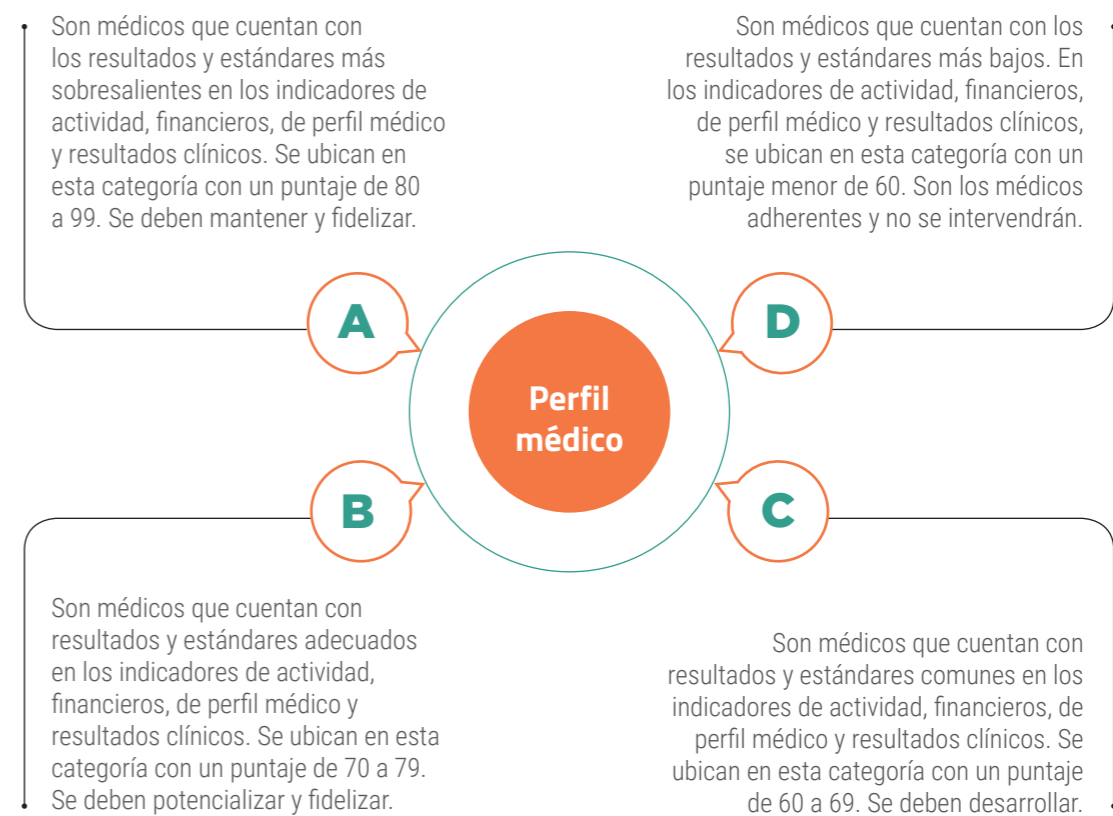 Son médicos que cuentan con
los resultados y estándares más
sobresalientes en los indicadores de
actividad, financieros, de perfil médico
y resultados clínicos. Se ubican en
esta categoría con un puntaje de 80
a 99. Se deben mantener y fidelizar.
Son médicos que cuentan con los
resultados y estándares más bajos. En
los indicadores de actividad, financieros,
de perfil médico y resultados clínicos,
se ubican en esta categoría con un
puntaje menor de 60. Son los médicos
adherentes y no se intervendrán.
A
D
Perfil
médico
B
C
Son médicos que cuentan con
resultados y estándares adecuados
en los indicadores de actividad,
financieros, de perfil médico y
resultados clínicos. Se ubican en esta
categoría con un puntaje de 70 a 79.
Se deben potencializar y fidelizar.
Son médicos que cuentan con
resultados y estándares comunes en los
indicadores de actividad, financieros, de
perfil médico y resultados clínicos. Se
ubican en esta categoría con un puntaje
de 60 a 69. Se deben desarrollar.